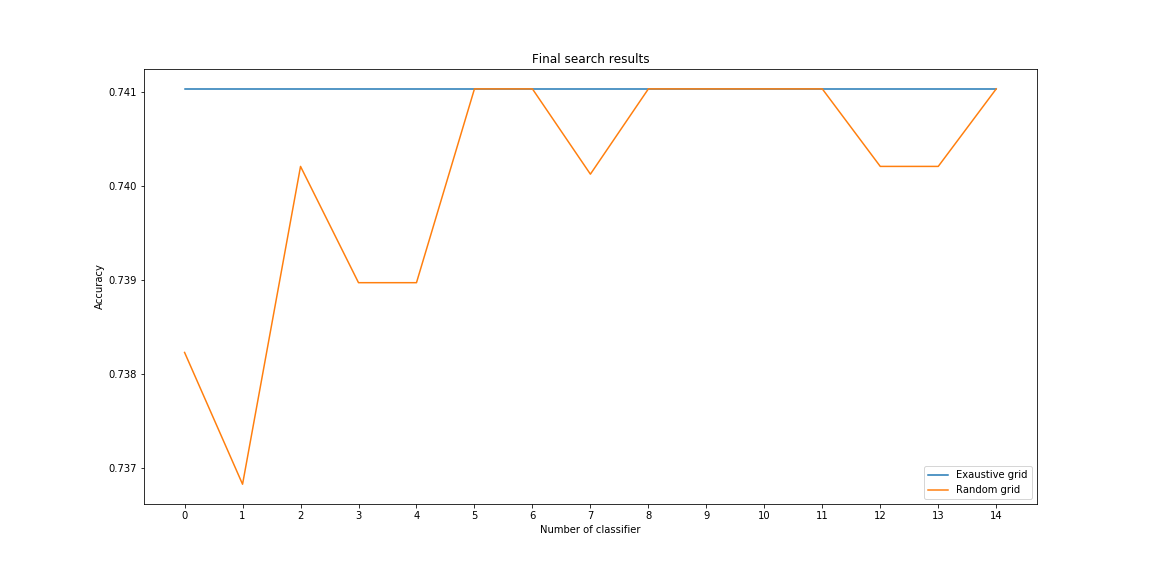 Final search results
0.741
0.740
0.739
0.738
0.737
Accuracy
0 1 2 3 4 5 6 7 8 9 10 11 12 13 14
Number of classifier
Exaustive grid
Random grid